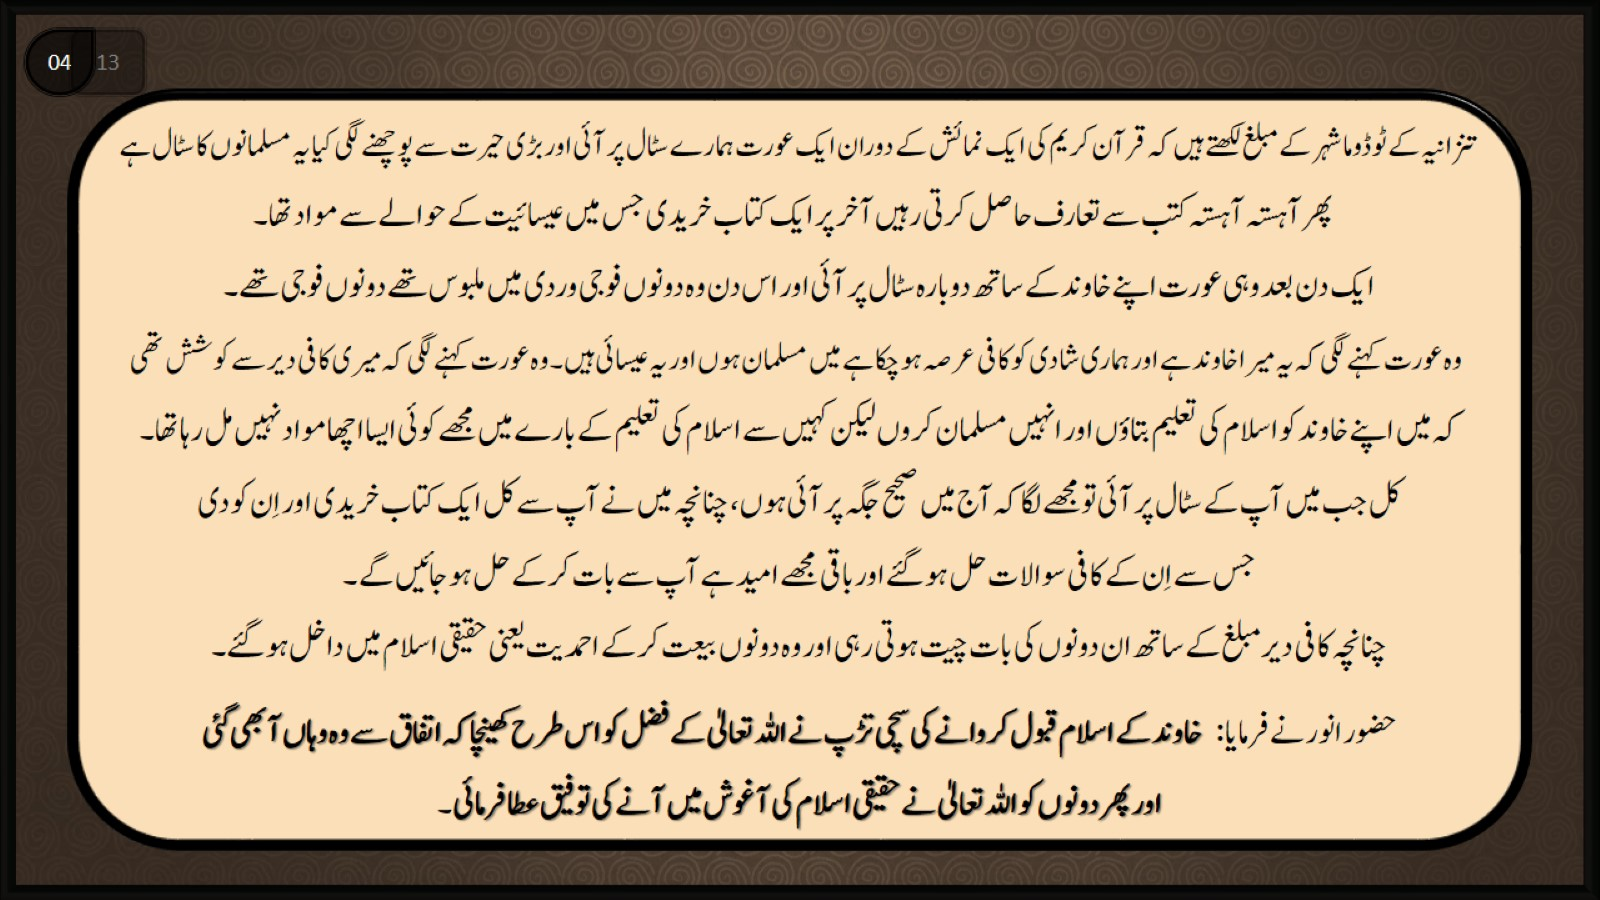 04 13
تنزانیہ کے ٹوڈوما شہر کے مبلغ لکھتے ہیں کہ قرآن کریم کی ایک نمائش کے دوران ایک عورت ہمارے سٹال پر آئی اور بڑی حیرت سے پوچھنے لگی کیا یہ مسلمانوں کا سٹال ہے
پھر آہستہ آہستہ کتب سے تعارف حاصل کرتی رہیں آخر پر ایک کتاب خریدی جس میں عیسائیت کے حوالے سے مواد تھا۔
ایک دن بعد وہی عورت اپنے خاوند کے ساتھ دوبارہ سٹال پر آئی اور اس دن وہ دونوں فوجی وردی میں ملبوس تھے دونوں فوجی تھے۔
وہ عورت کہنے لگی کہ یہ میرا خاوند ہے اور ہماری شادی کو کافی عرصہ ہو چکا ہے میں مسلمان ہوں اور یہ عیسائی ہیں۔ وہ عورت کہنے لگی کہ میری کافی دیر سے کوشش تھی
کہ میں اپنے خاوند کو اسلام کی تعلیم بتاؤں اور انہیں مسلمان کروں لیکن کہیں سے اسلام کی تعلیم کے بارے میں مجھے کوئی ایسا اچھا مواد نہیں مل رہا تھا۔
کل جب میں آپ کے سٹال پر آئی تو مجھے لگا کہ آج میں صحیح جگہ پر آئی ہوں، چنانچہ میں نے آپ سے کل ایک کتاب خریدی اور اِن کو دی
جس سے اِن کے کافی سوالات حل ہو گئے اور باقی مجھے امید ہے آپ سے بات کر کے حل ہو جائیں گے۔
چنانچہ کافی دیر مبلغ کے ساتھ ان دونوں کی بات چیت ہوتی رہی اور وہ دونوں بیعت کر کے احمدیت یعنی حقیقی اسلام میں داخل ہو گئے۔
حضور انور نے فرمایا: خاوند کے اسلام قبول کروانے کی سچی تڑپ نے اللہ تعالیٰ کے فضل کو اس طرح کھینچا کہ اتفاق سے وہ وہاں آ بھی گئی
اور پھر دونوں کو اللہ تعالیٰ نے حقیقی اسلام کی آغوش میں آنے کی توفیق عطا فرمائی۔